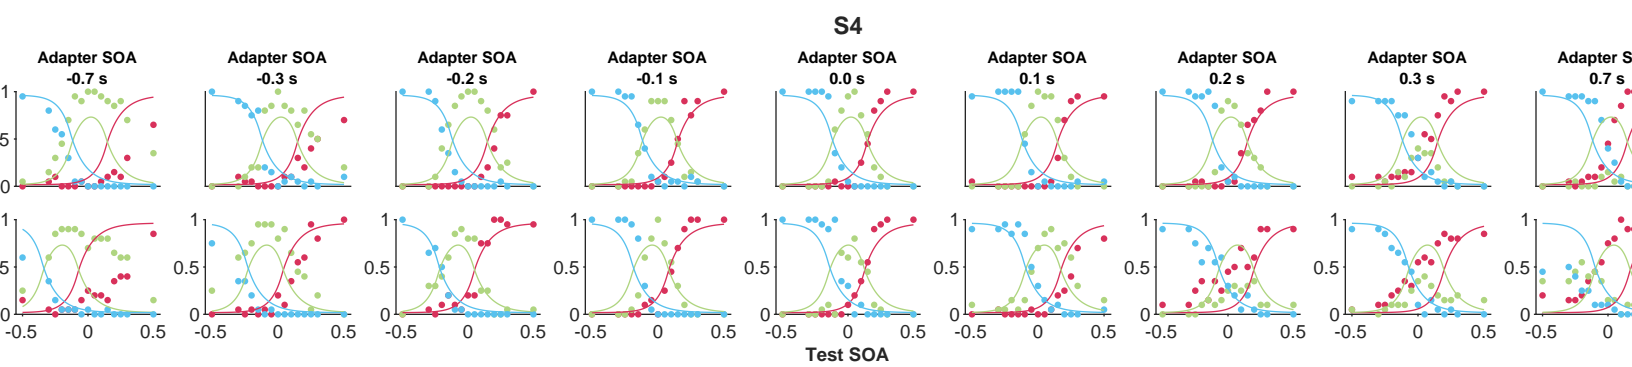 S4
Adapter SOA Adapter SOA Adapter SOA Adapter SOA Adapter SOA Adapter SOA Adapter SOA Adapter SOA Adapter S
-0.7 s -0.3 s -0.2 s -0.1 s 0.0 s 0.1 s 0.2 s 0.3 s 0.7 s
1
5
0
1 1 1 1 1 1 1 1 1
5 0.5 0.5 0.5 0.5 0.5 0.5 0.5 0.5
0 0 0 0 0 0 0 0 0
-0.5 0 0.5 -0.5 0 0.5 -0.5 0 0.5 -0.5 0 0.5 -0.5 0 0.5 -0.5 0 0.5 -0.5 0 0.5 -0.5 0 0.5 -0.5 0
Test SOA